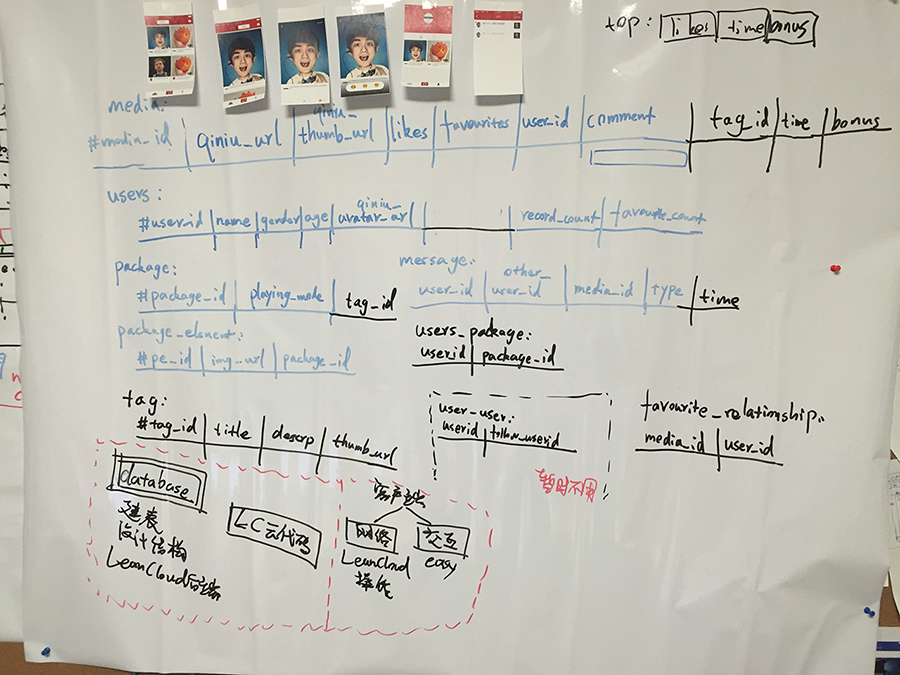 top: likes time bonus
media:
#media_id qiniu_url qiniu_thumb_url likes favourites user_id comment tag_id time bonus
users:
#user_id name gender age qiniu_avatar_url record_count favourite_count
package:
#package_id playing_mode tag_id
message:
user_id other_user_id media_id type time
package_element:
#pe_id img_url package_id
users_package:
userid package_id
tag:
#tag_id title descrp thumb_url
user-user:
userid follow_userid
暂时不用
favourite_relationship:
media_id user_id
database
建表
设计结构
LeanCloud后端
LC云代码
客户端
网络
LeanCloud
交互
easy